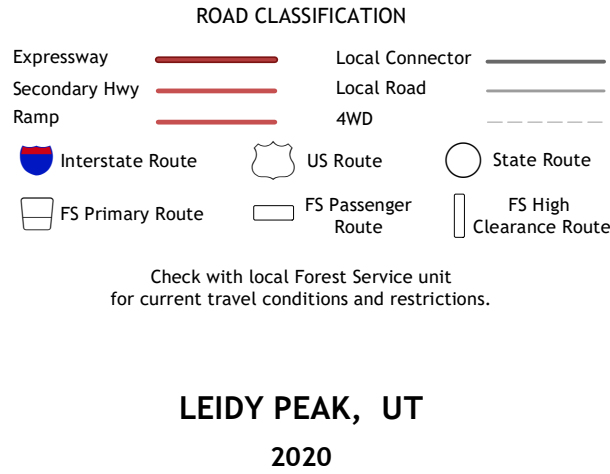 ROAD CLASSIFICATION
Expressway
Local Connector
Secondary Hwy
Local Road
Ramp
4WD
Interstate Route
US Route
State Route
FS Primary Route
FS Passenger
Route
FS High
Clearance Route
Check with local Forest Service unit
for current travel conditions and restrictions.
LEIDY PEAK, UT
2020